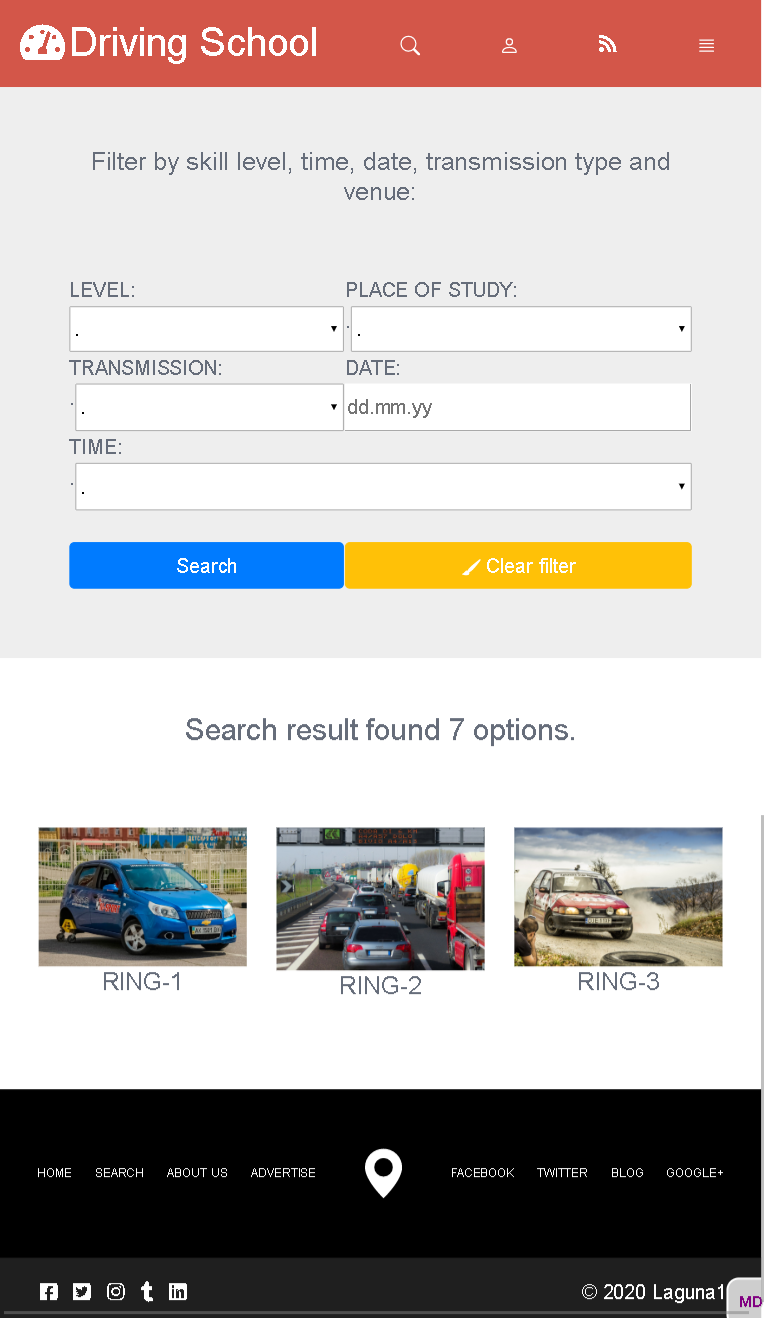 Driving School
Filter by skill level, time, date, transmission type and
venue:
LEVEL:
PLACE OF STUDY:
.
. .
TRANSMISSION:
DATE:
. .
dd.mm.yy
TIME:
. .
Search
Clear filter
Search result found 7 options.
RING-1
RING-2
RING-3
HOME SEARCH ABOUT US ADVERTISE
FACEBOOK TWITTER BLOG GOOGLE+
© 2020 Laguna1
MD